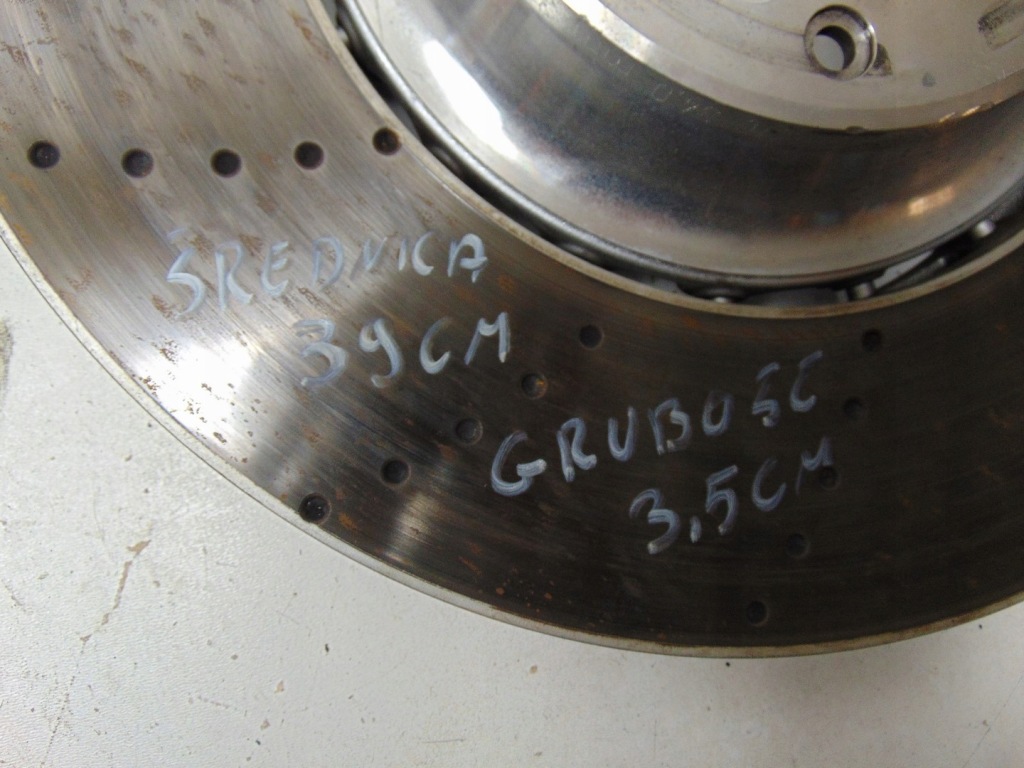 ŚREDNICA
39CM
GRUBOŚĆ
3,5CM